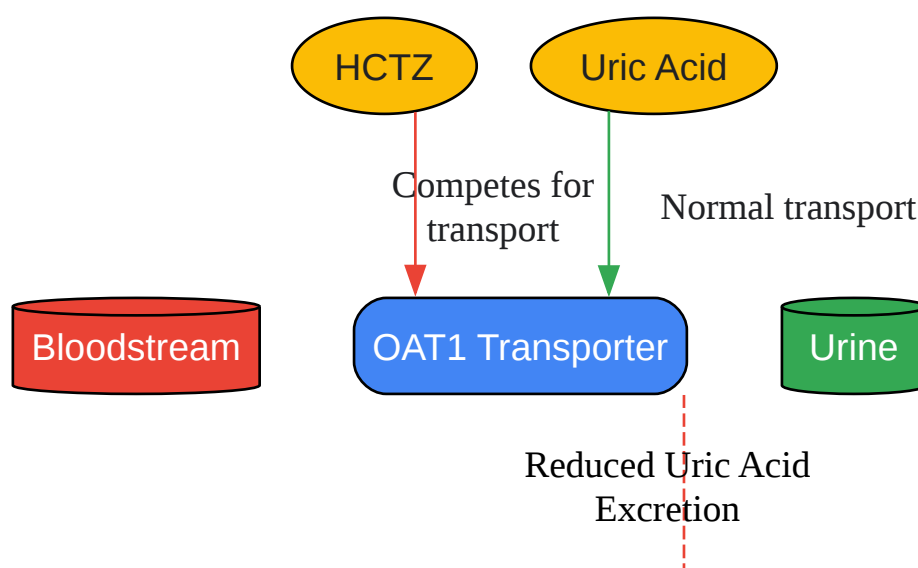 HCTZ
Uric Acid
Competes for
transport
Normal transport
Bloodstream
OAT1 Transporter
Urine
Reduced Uric Acid
Excretion